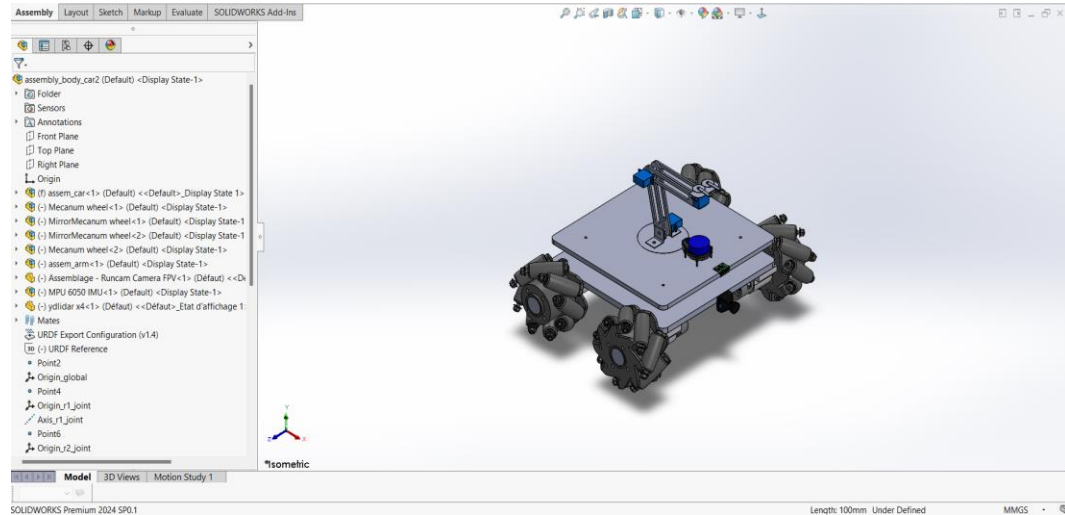 Assembly Layout Sketch Markup Evaluate SOLIDWORKS Add-Ins
assembly_body_car2 (Default) <Display State-1>
Folder
Sensors
Annotations
Front Plane
Top Plane
Right Plane
Origin
(f) assem_car<1> (Default) <<Default>_Display State 1>
(-) Mecanum wheel<1> (Default) <Display State-1>
(-) MirrorMecanum wheel<1> (Default) <Display State-1
(-) MirrorMecanum wheel<2> (Default) <Display State-1
(-) Mecanum wheel<2> (Default) <Display State-1>
(-) assem_arm<1> (Default) <Display State-1>
(-) Assemblage - Runcam Camera FPV<1> (Défaut) <<De
(-) MPU 6050 IMU<1> (Default) <Display State-1>
(-) ydlidar x4<1> (Défaut) <<Défaut>_Etat d'affichage 1
Mates
URDF Export Configuration (v1.4)
3D (-) URDF Reference
Point2
Origin_global
Point4
Origin_r1_joint
Axis_r1_joint
Point6
Origin_r2_joint
Y
Z X
*Isometric
Model 3D Views Motion Study 1
SOLIDWORKS Premium 2024 SP0.1 Length: 100mm Under Defined MMGS